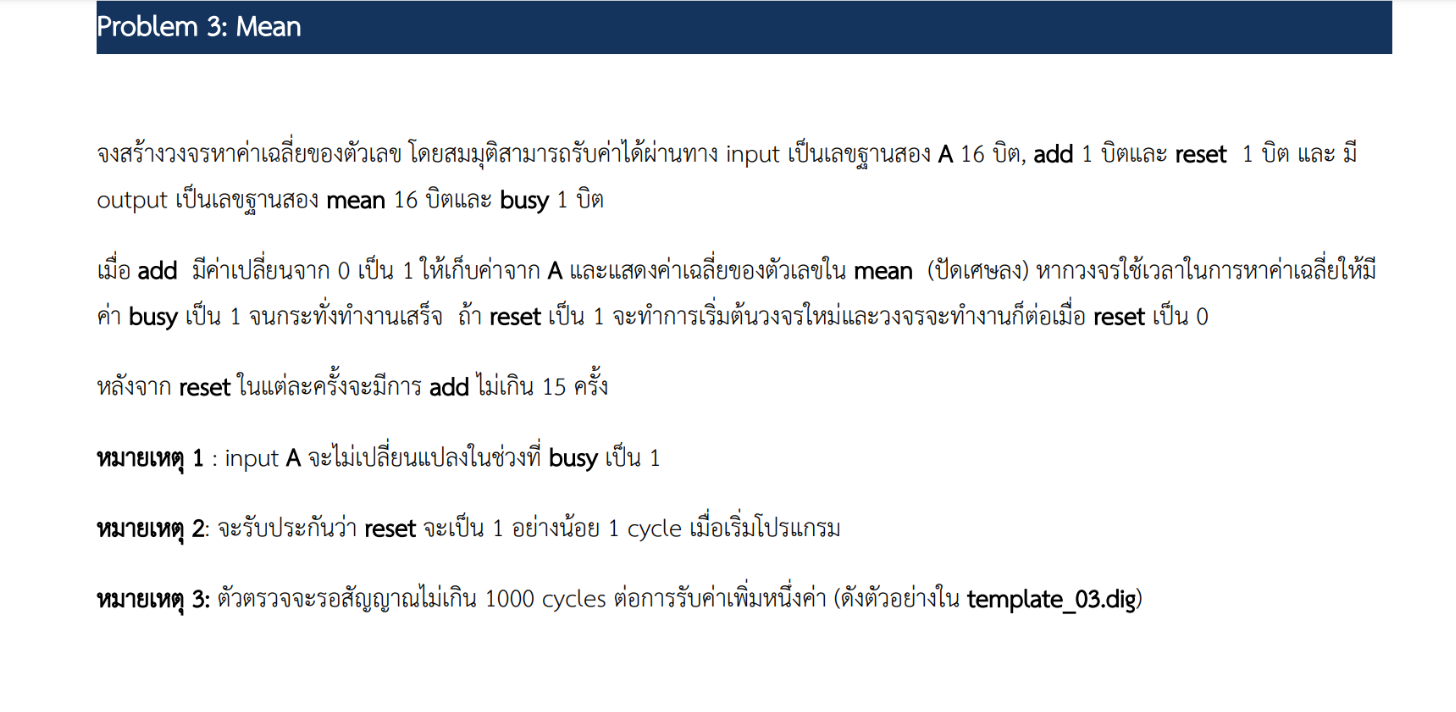 Problem 3: Mean
จงสร้างวงจรหาค่าเฉลี่ยของตัวเลข โดยสมมุติสามารถรับค่าได้ผ่านทาง input เป็นเลขฐานสอง A 16 บิต, add 1 บิตและ reset 1 บิต และ มี
output เป็นเลขฐานสอง mean 16 บิตและ busy 1 บิต
เมื่อ add มีค่าเปลี่ยนจาก 0 เป็น 1 ให้เก็บค่าจาก A และแสดงค่าเฉลี่ยของตัวเลขใน mean (ปัดเศษลง) หากวงจรใช้เวลาในการหาค่าเฉลี่ยให้มี
ค่า busy เป็น 1 จนกระทั่งทำงานเสร็จ ถ้า reset เป็น 1 จะทำการเริ่มต้นวงจรใหม่และวงจรจะทำงานก็ต่อเมื่อ reset เป็น 0
หลังจาก reset ในแต่ละครั้งจะมีการ add ไม่เกิน 15 ครั้ง
หมายเหตุ 1 : input A จะไม่เปลี่ยนแปลงในช่วงที่ busy เป็น 1
หมายเหตุ 2: จะรับประกันว่า reset จะเป็น 1 อย่างน้อย 1 cycle เมื่อเริ่มโปรแกรม
หมายเหตุ 3: ตัวตรวจจะรอสัญญาณไม่เกิน 1000 cycles ต่อการรับค่าเพิ่มหนึ่งค่า (ดังตัวอย่างใน template_03.dig)